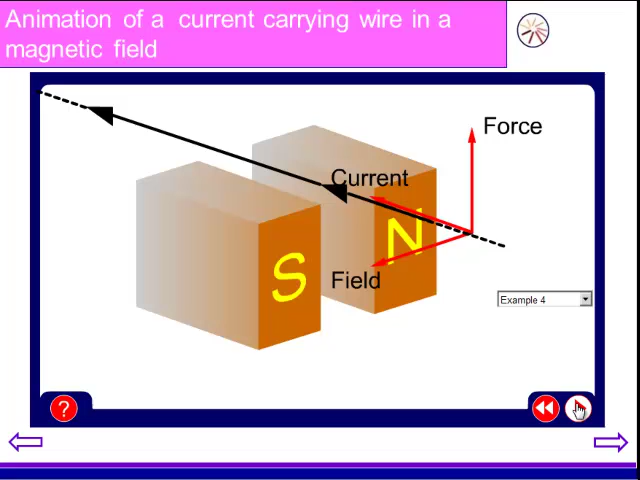 Animation of a  current carrying wire in a
magnetic field
Force
Current
N
S
Field
Example 4
?